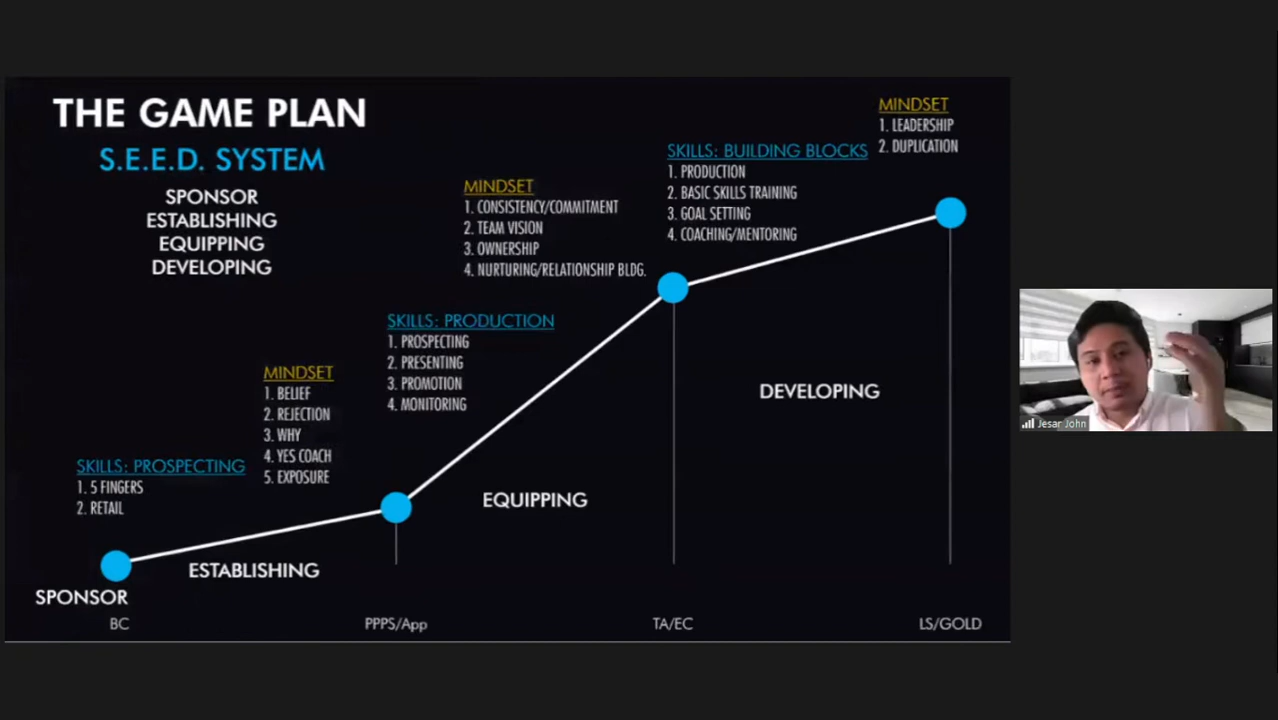 THE GAME PLAN
S.E.E.D. SYSTEM
SPONSOR
ESTABLISHING
EQUIPPING
DEVELOPING
SKILLS: PROSPECTING
1. 5 FINGERS
2. RETAIL
MINDSET
1. BELIEF
2. REJECTION
3. WHY
4. YES COACH
5. EXPOSURE
SKILLS: PRODUCTION
1. PROSPECTING
2. PRESENTING
3. PROMOTION
4. MONITORING
MINDSET
1. CONSISTENCY/COMMITMENT
2. TEAM VISION
3. OWNERSHIP
4. NURTURING/RELATIONSHIP BLDG.
SKILLS: BUILDING BLOCKS
1. PRODUCTION
2. BASIC SKILLS TRAINING
3. GOAL SETTING
4. COACHING/MENTORING
MINDSET
1. LEADERSHIP
2. DUPLICATION
SPONSOR
ESTABLISHING
EQUIPPING
DEVELOPING
BC
PPPS/App
TA/EC
LS/GOLD
Jesar John